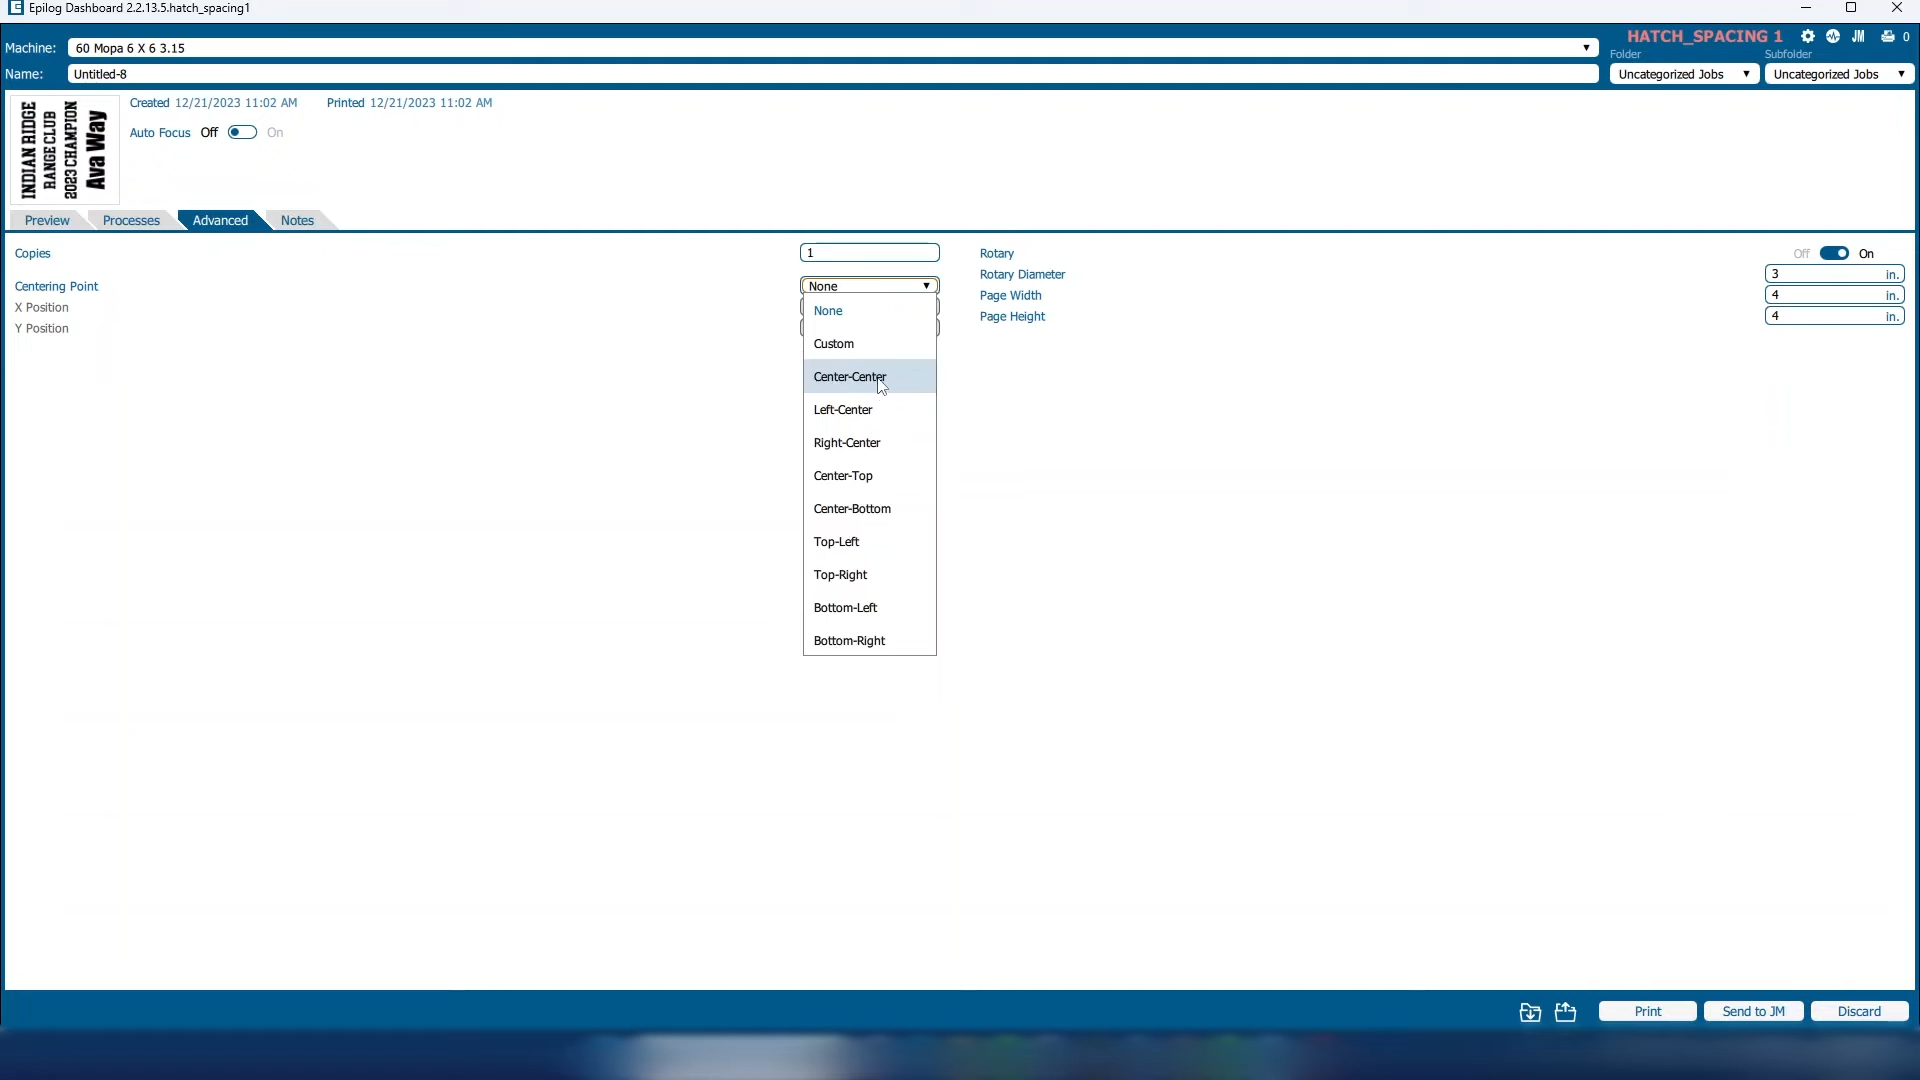 Epilog Dashboard 2.2.13.5.hatch_spacing1
Machine: 60 Mopa 6 X 6 3.15
HATCH_SPACING 1 JM 0
Folder Subfolder
Name: Untitled-8
Uncategorized Jobs Uncategorized Jobs
INDIAN RIDGE
RANGE CLUB
2023 CHAMPION
Ava Way
Created 12/21/2023 11:02 AM Printed 12/21/2023 11:02 AM
Auto Focus Off On
Preview Processes Advanced Notes
Copies 1
Centering Point None
X Position
Y Position
None
Custom
Center-Center
Left-Center
Right-Center
Center-Top
Center-Bottom
Top-Left
Top-Right
Bottom-Left
Bottom-Right
Rotary Off On
Rotary Diameter 3 in.
Page Width 4 in.
Page Height 4 in.
Print Send to JM Discard